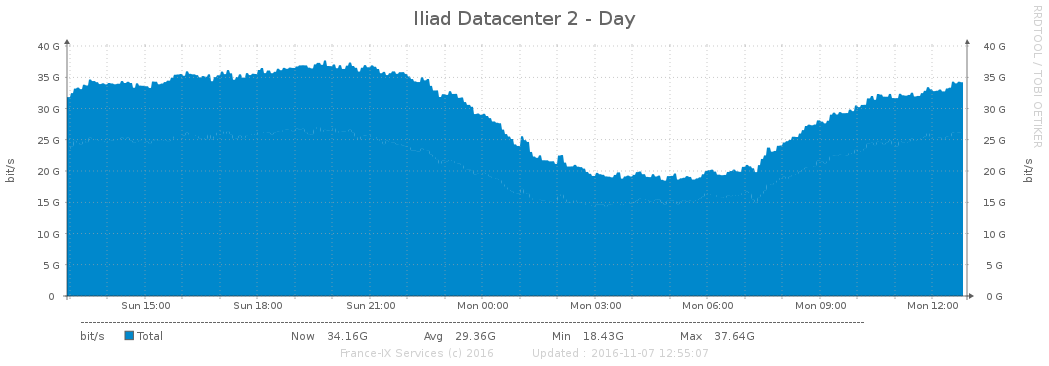 Iliad Datacenter 2 - Day
RRDTOOL / TOBI OETIKER
40 G 40 G
35 G 35 G
30 G 30 G
25 G 25 G
20 G 20 G
15 G 15 G
10 G 10 G
5 G 5 G
0 0 G
bit/s
bit/s
Sun 15:00 Sun 18:00 Sun 21:00 Mon 00:00 Mon 03:00 Mon 06:00 Mon 09:00 Mon 12:00
bit/s Total Now 34.16G Avg 29.36G Min 18.43G Max 37.64G
France-IX Services (c) 2016 Updated : 2016-11-07 12:55:07